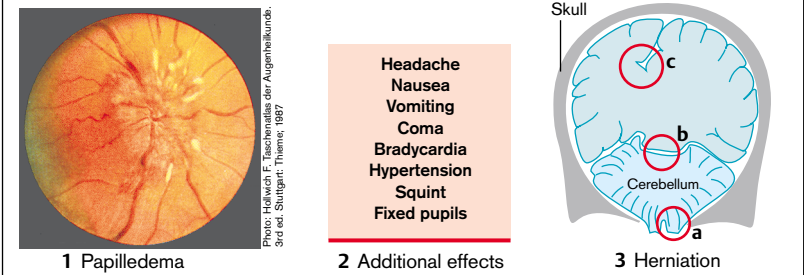 Photo: Hollwich F. Taschenatlas der Augenheilkunde.
3rd ed. Stuttgart: Thieme; 1987
1 Papilledema
Headache
Nausea
Vomiting
Coma
Bradycardia
Hypertension
Squint
Fixed pupils
2 Additional effects
Skull
c
b
Cerebellum
a
3 Herniation